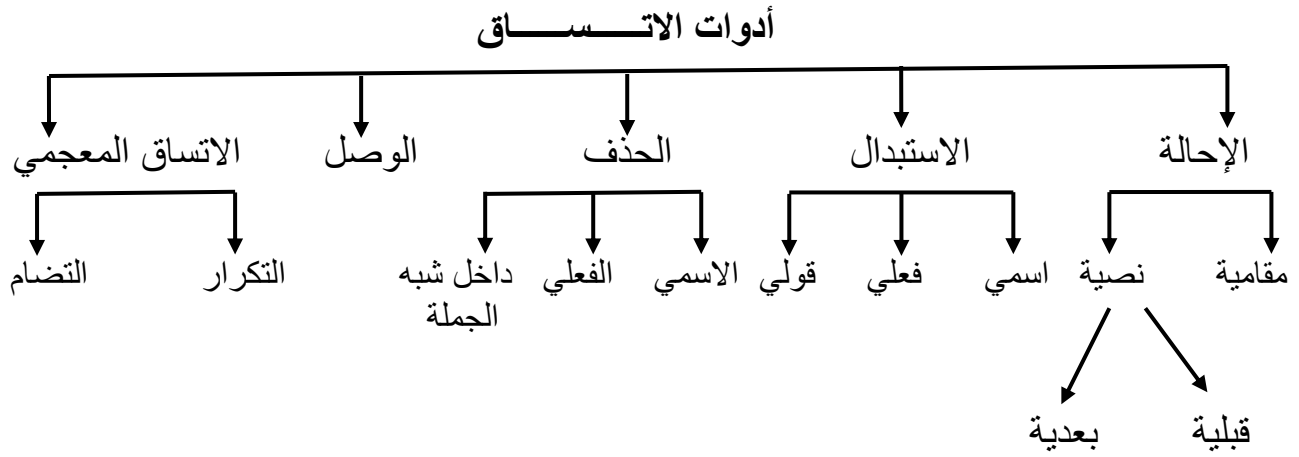 أدوات الاتـــســـــاق
الإحالة الاستبدال الحذف الوصل الاتساق المعجمي
مقامية نصية اسمي فعلي قولي الاسمي الفعلي داخل شبه التكرار التضام
الجملة
قبلية بعدية